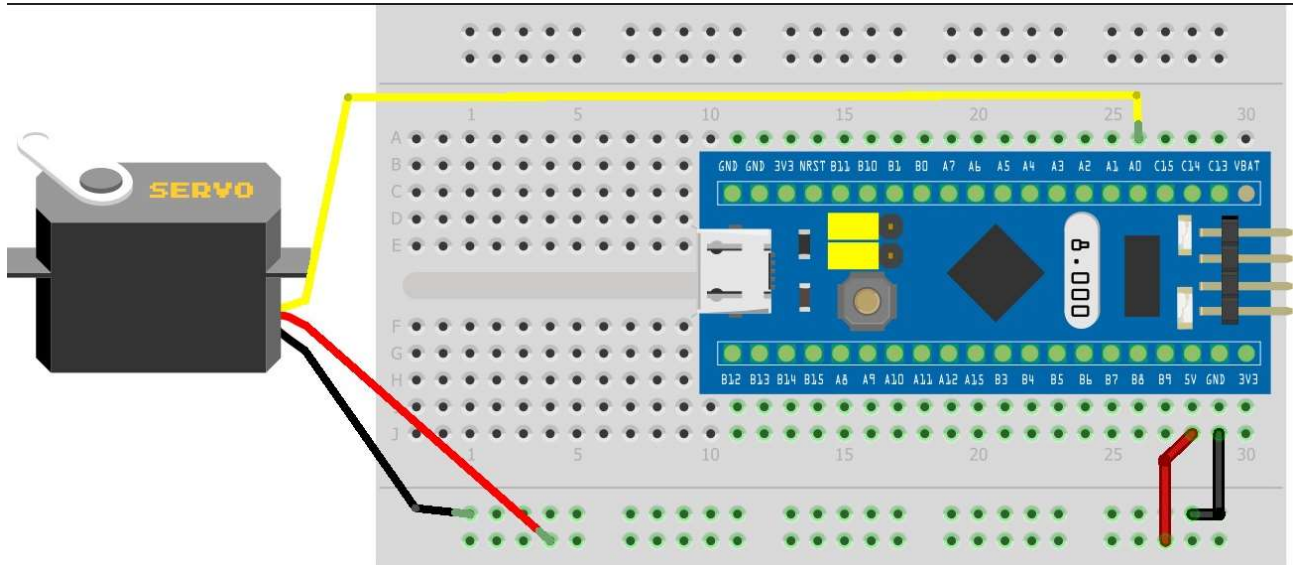 1 5 10 15 20 25 30
A
SERVO
B
GND GND 3V3 NRST B11 B10 B1 B0 A7 A6 A5 A4 A3 A2 A1 A0 C15 C14 C13 VBAT
C
D
E
8.000
F
G
H
B12 B13 B14 B15 A8 A9 A10 A11 A12 A15 B3 B4 B5 B6 B7 B8 B9 5V GND 3V3
J
1 5 10 15 20 25 30